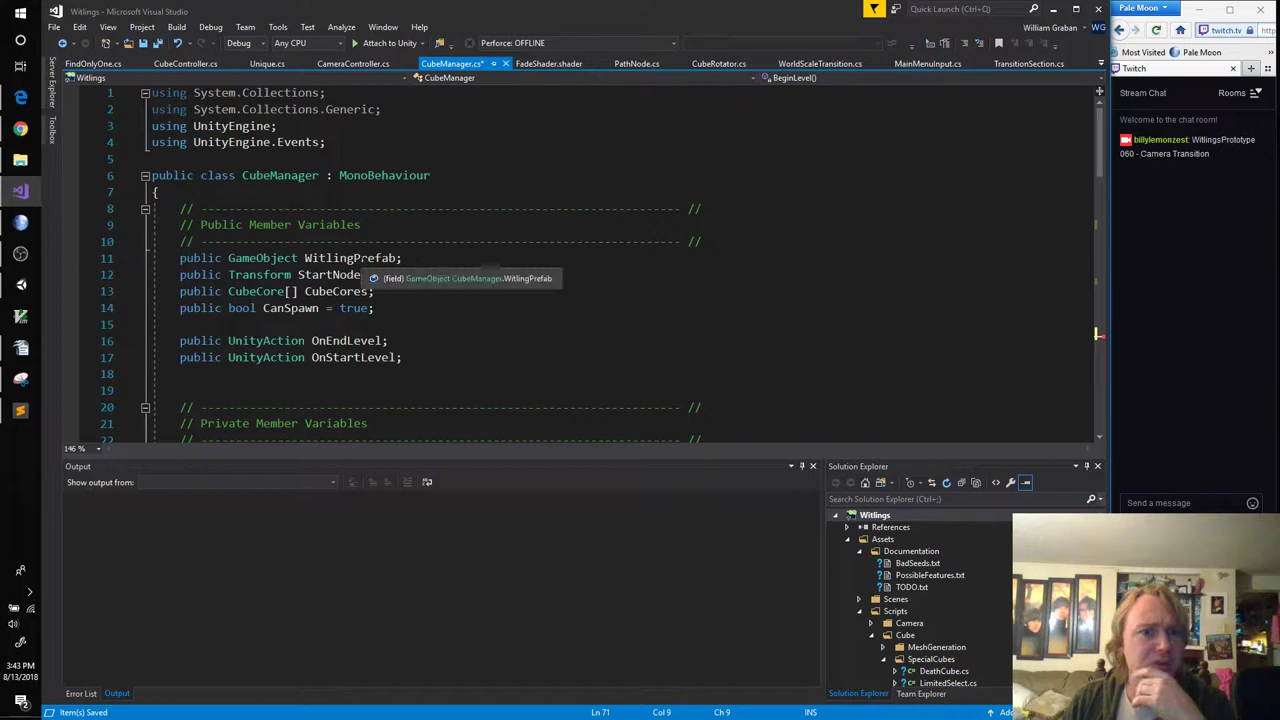 Witlings - Microsoft Visual Studio
Quick Launch (Ctrl+Q)
Pale Moon
File Edit View Project Build Debug Team Tools Test Analyze Window Help
William Graban
Debug Any CPU Attach to Unity Perforce: OFFLINE
twitch.tv http
Most Visited Pale Moon
FindOnlyOne.cs CubeController.cs Unique.cs CameraController.cs CubeManager.cs* FadeShader.shader PathNode.cs CubeRotator.cs WorldScaleTransition.cs MainMenuInput.cs TransitionSection.cs
Twitch
Witlings CubeManager BeginLevel()
Server Explorer
Toolbox
1 using System.Collections;
2 using System.Collections.Generic;
3 using UnityEngine;
4 using UnityEngine.Events;
5
6 public class CubeManager : MonoBehaviour
7 {
8 // --------------------------------------------------------------------- //
9 // Public Member Variables
10 // --------------------------------------------------------------------- //
11 public GameObject WitlingPrefab;
12 public Transform StartNode
(field) GameObject CubeManager.WitlingPrefab
13 public CubeCore[] CubeCores;
14 public bool CanSpawn = true;
15
16 public UnityAction OnEndLevel;
17 public UnityAction OnStartLevel;
18
19
20 // --------------------------------------------------------------------- //
21 // Private Member Variables
22 // --------------------------------------------------------------------- //
146 %
Stream Chat Rooms
Welcome to the chat room!
billylemonzest: WitlingsPrototype
060 - Camera Transition
Send a message
Output
Show output from:
Solution Explorer
Search Solution Explorer (Ctrl+;)
Witlings
References
Assets
Documentation
BadSeeds.txt
PossibleFeatures.txt
TODO.txt
Scenes
Scripts
Camera
Cube
MeshGeneration
SpecialCubes
DeathCube.cs
LimitedSelect.cs
Error List Output
Solution Explorer Team Explorer
Item(s) Saved Ln 71 Col 9 Ch 9 INS
3:43 PM
8/13/2018
2